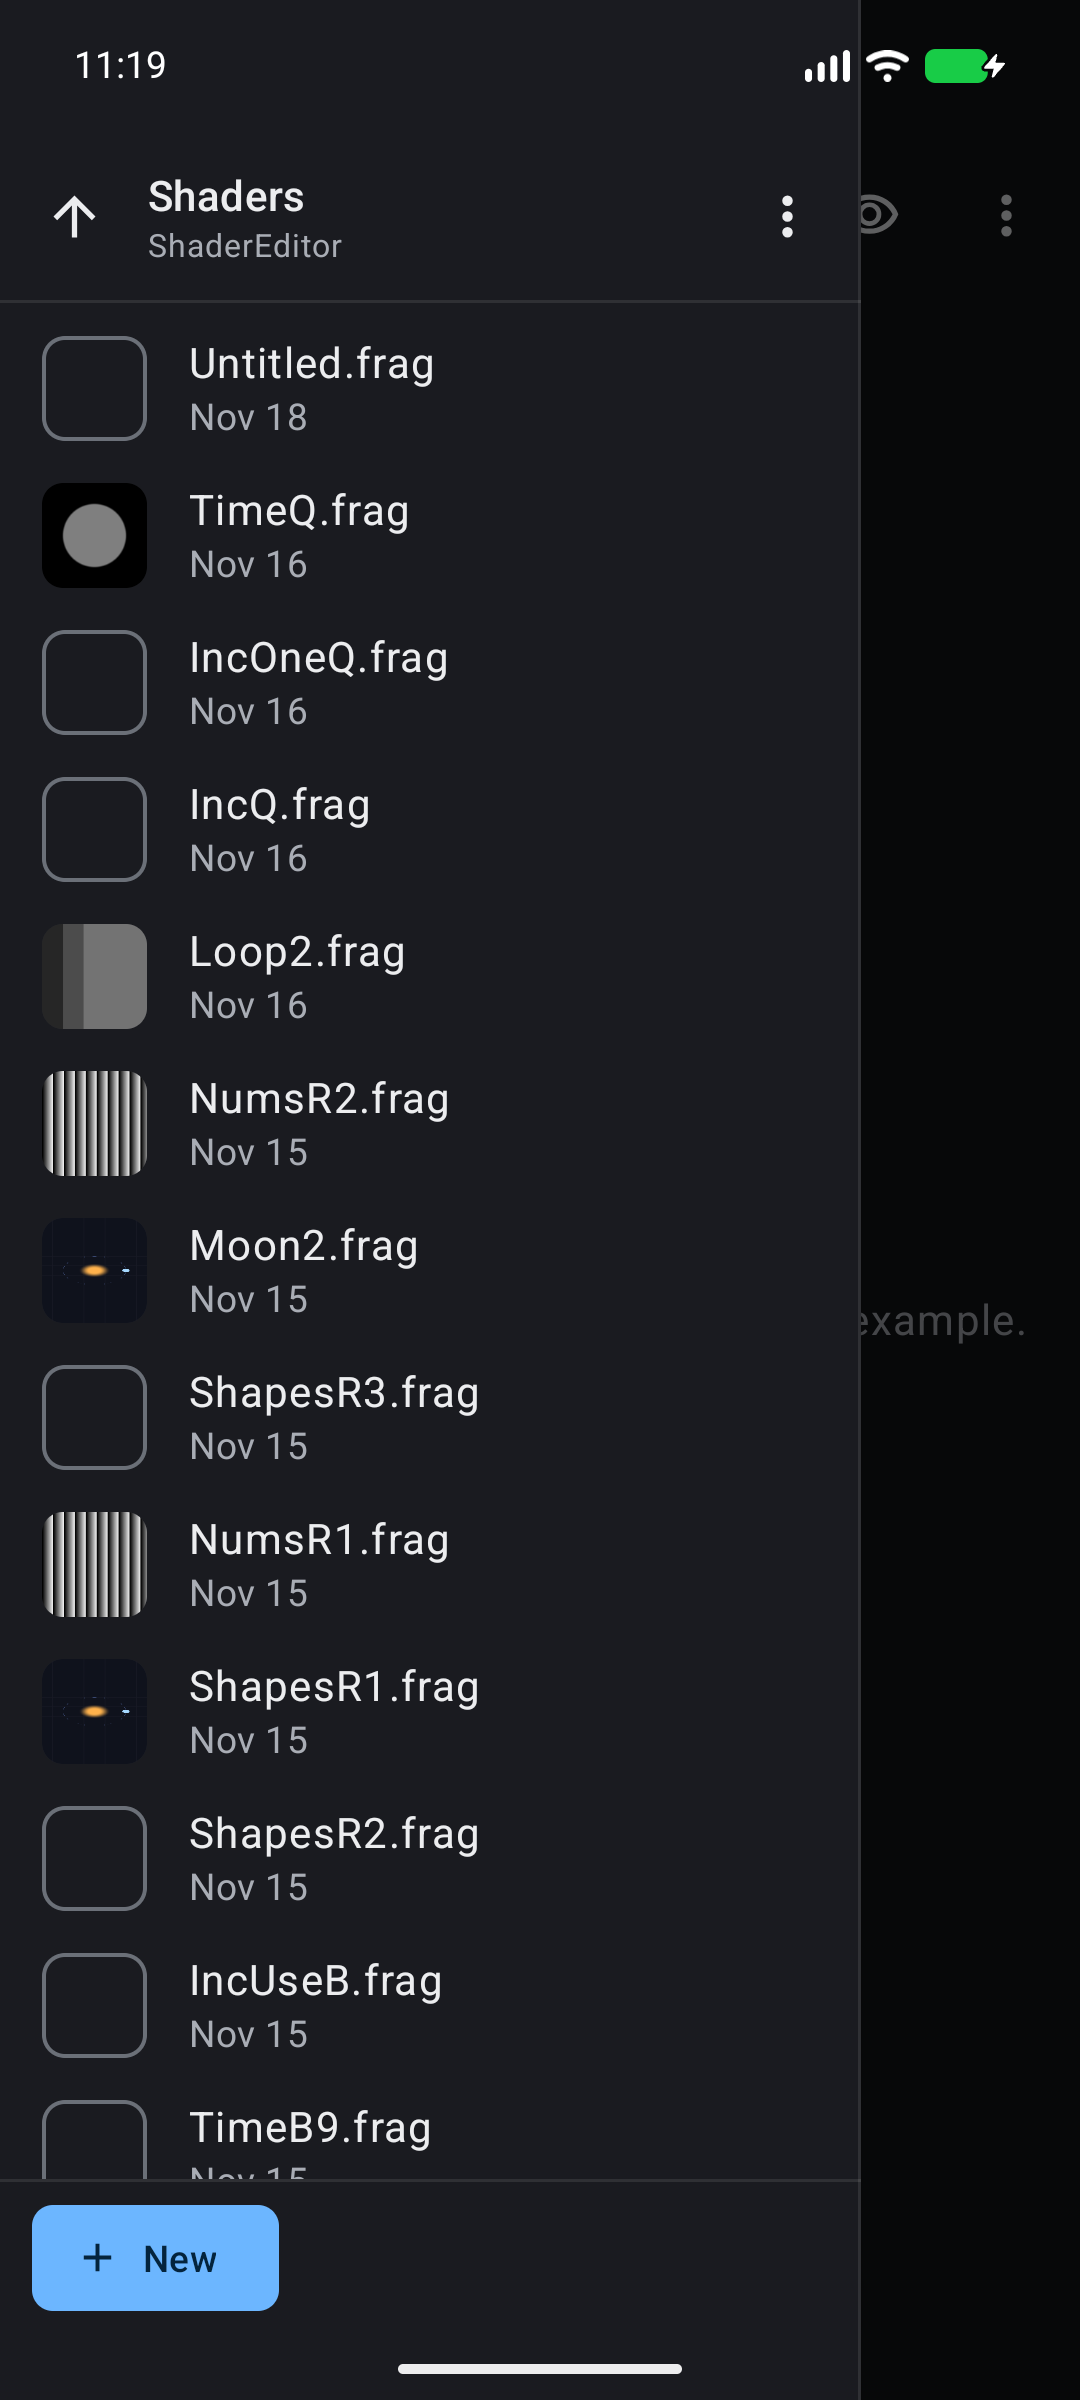 11:19
Shaders
ShaderEditor
Untitled.frag
Nov 18
TimeQ.frag
Nov 16
IncOneQ.frag
Nov 16
IncQ.frag
Nov 16
Loop2.frag
Nov 16
NumsR2.frag
Nov 15
Moon2.frag
Nov 15
example.
ShapesR3.frag
Nov 15
NumsR1.frag
Nov 15
ShapesR1.frag
Nov 15
ShapesR2.frag
Nov 15
IncUseB.frag
Nov 15
TimeB9.frag
Nov 15
New